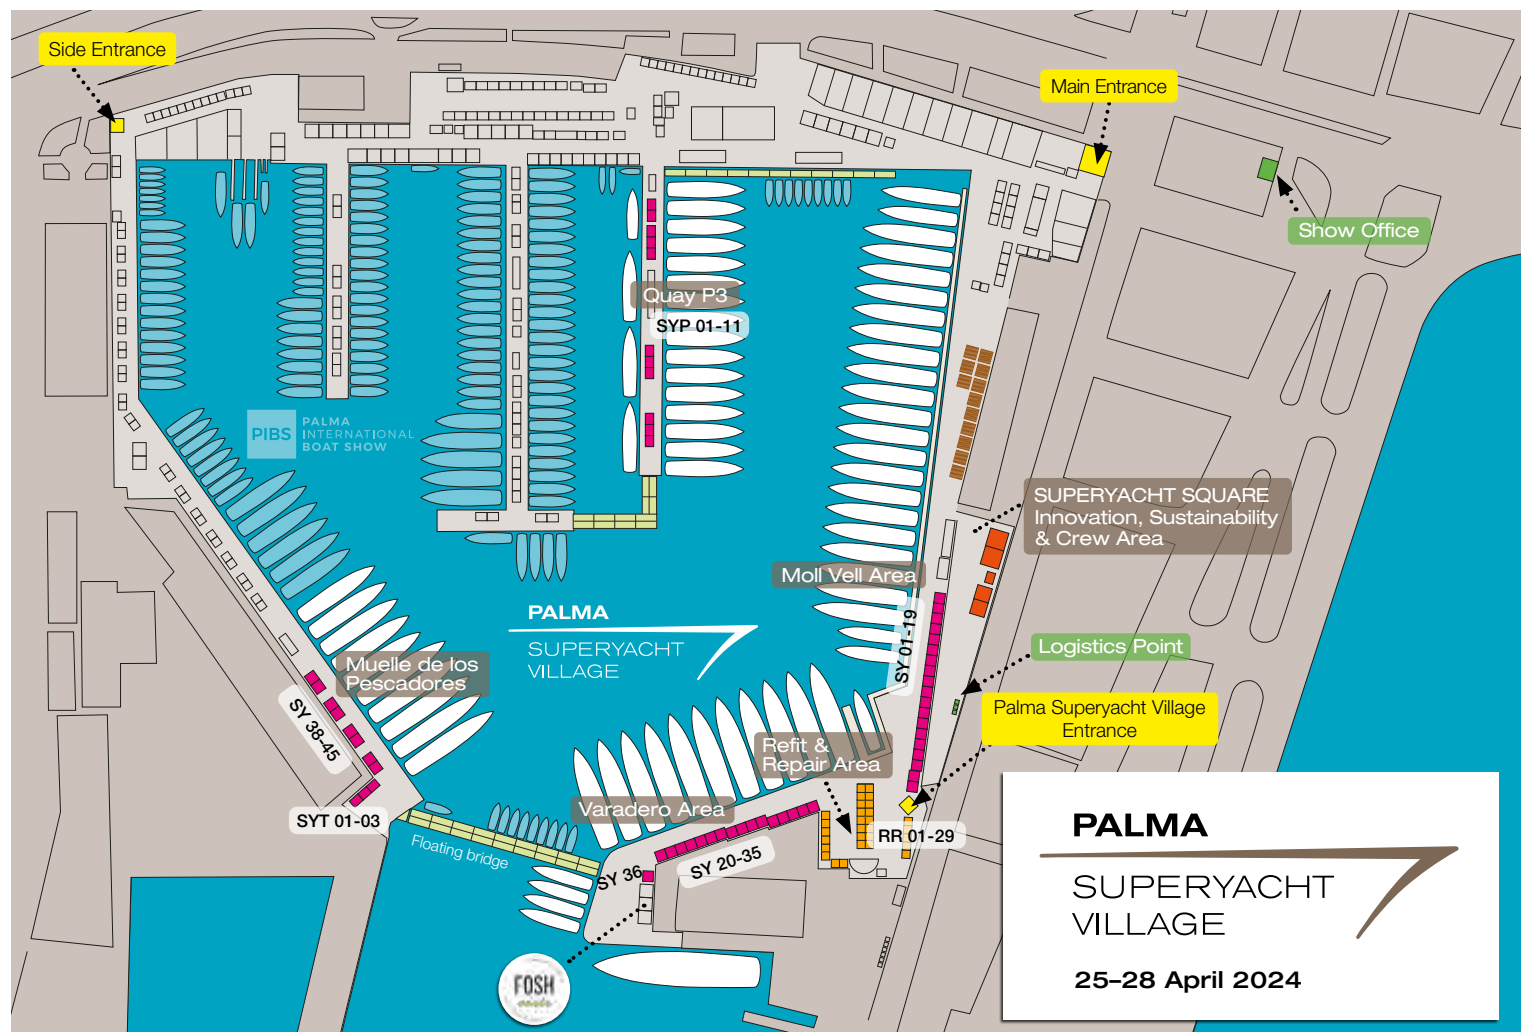 Side Entrance
Main Entrance
Show Office
Quay P3
SYP 01-11
PIBS
PALMA
INTERNATIONAL
BOAT SHOW
SUPERYACHT SQUARE
Innovation, Sustainability
& Crew Area
Moll Vell Area
PALMA
SUPERYACHT
VILLAGE
SY 01-19
Logistics Point
Muelle de los
Pescadores
SY 38-45
Palma Superyacht Village
Entrance
Refit &
Repair Area
Varadero Area
SYT 01-03
RR 01-29
Floating bridge
SY 20-35
SY 36
FOSH
PALMA
SUPERYACHT
VILLAGE
25–28 April 2024